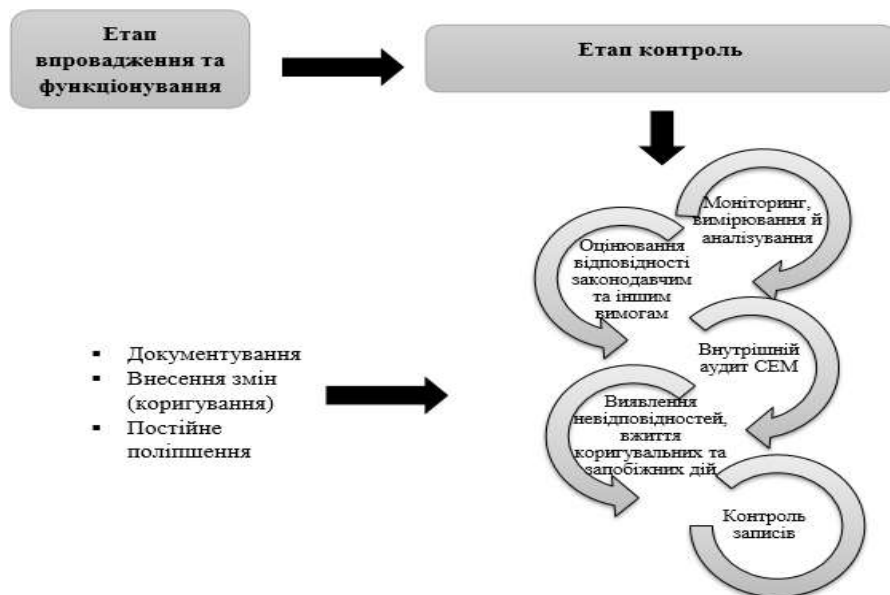 Етап
впровадження та
функціонування
Етап контроль
Моніторинг,
вимірювання й
аналізування
Оцінювання
відповідності
законодавчим
та іншим
вимогам
Внутрішній
аудит СЕМ
Виявлення
невідповідностей,
вжиття
коригувальних та
запобіжних дій
Контроль
записів
▪ Документування
▪ Внесення змін
(коригування)
▪ Постійне
поліпшення